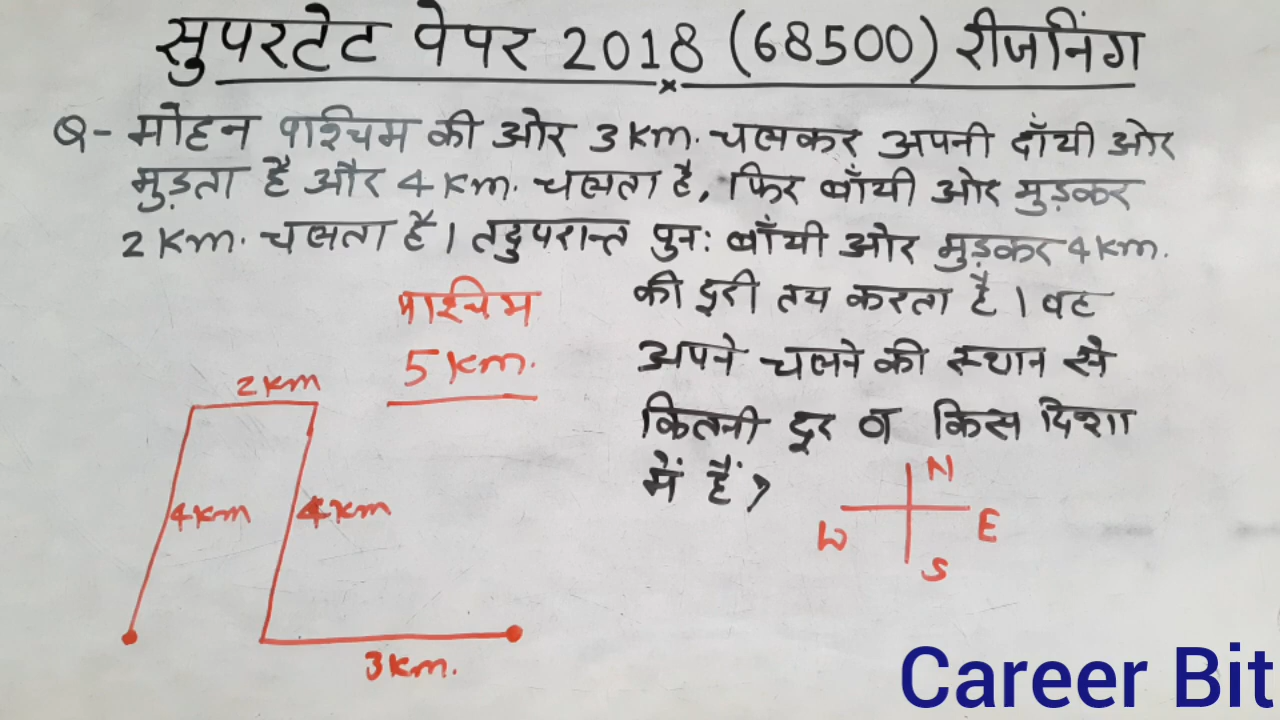 सुपरटेट पेपर 2018 (68500) रीजनिंग
Q- मोहन पाश्चिम की ओर 3 km. चलकर अपनी दाँयी ओर
मुड़ता है और 4 km. चलता है, फिर बाँयी ओर मुड़कर
2 km. चलता है। तदुपरान्त पुनः बाँयी ओर मुड़कर 4 km.
की दूरी तय करता है। वह
अपने चलने की स्थान से
कितनी दूर व किस दिशा
में हैं?
पाश्चिम
5 km.
2 km
4 km
4 km
3 km.
N
W
E
S
Career Bit